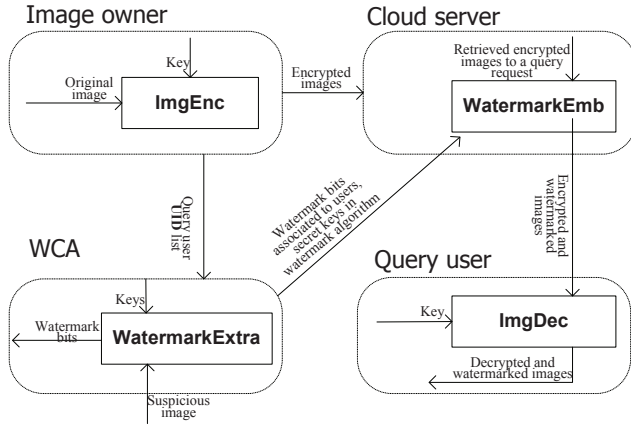 Image owner
Cloud server
Key
Original
image
ImgEnc
Encrypted
images
Retrieved encrypted
images to a query
request
WatermarkEmb
Query user
UID list
Watermark bits
associated to users,
secret keys in
watermark algorithm
Encrypted and
watermarked
images
WCA
Query user
Keys
Watermark
bits
WatermarkExtra
Suspicious
image
Key
ImgDec
Decrypted and
watermarked images